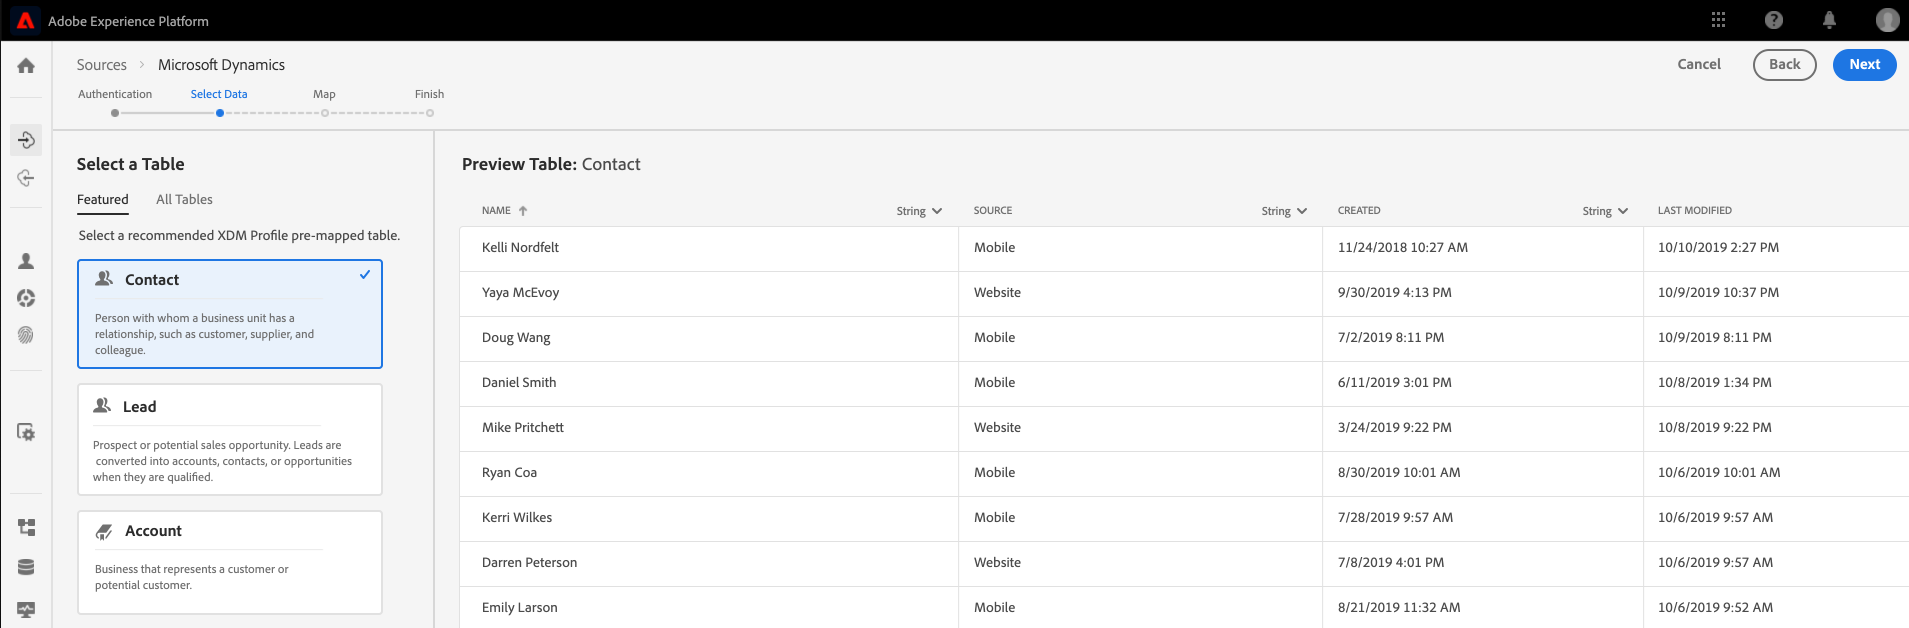 Adobe Experience Platform
Sources > Microsoft Dynamics
Cancel
Back
Next
Authentication
Select Data
Map
Finish
Select a Table
Featured
All Tables
Select a recommended XDM Profile pre-mapped table.
Contact
Person with whom a business unit has a
relationship, such as customer, supplier, and
colleague.
Lead
Prospect or potential sales opportunity. Leads are
converted into accounts, contacts, or opportunities
when they are qualified.
Account
Business that represents a customer or
potential customer.
Preview Table: Contact
NAME String SOURCE String CREATED String LAST MODIFIED
Kelli Nordfelt Mobile 11/24/2018 10:27 AM 10/10/2019 2:27 PM
Yaya McEvoy Website 9/30/2019 4:13 PM 10/9/2019 10:37 PM
Doug Wang Mobile 7/2/2019 8:11 PM 10/9/2019 8:11 PM
Daniel Smith Mobile 6/11/2019 3:01 PM 10/8/2019 1:34 PM
Mike Pritchett Website 3/24/2019 9:22 PM 10/8/2019 9:22 PM
Ryan Coa Mobile 8/30/2019 10:01 AM 10/6/2019 10:01 AM
Kerri Wilkes Mobile 7/28/2019 9:57 AM 10/6/2019 9:57 AM
Darren Peterson Website 7/8/2019 4:01 PM 10/6/2019 9:57 AM
Emily Larson Mobile 8/21/2019 11:32 AM 10/6/2019 9:52 AM